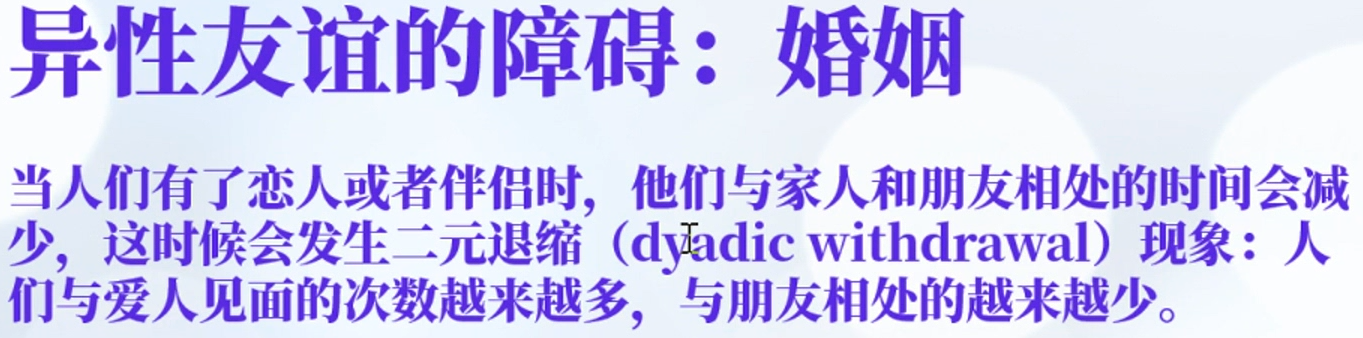 异性友谊的障碍：婚姻
当人们有了恋人或者伴侣时，他们与家人和朋友相处的时间会减
少，这时候会发生二元退缩（dyadic withdrawal）现象：人
们与爱人见面的次数越来越多，与朋友相处的越来越少。